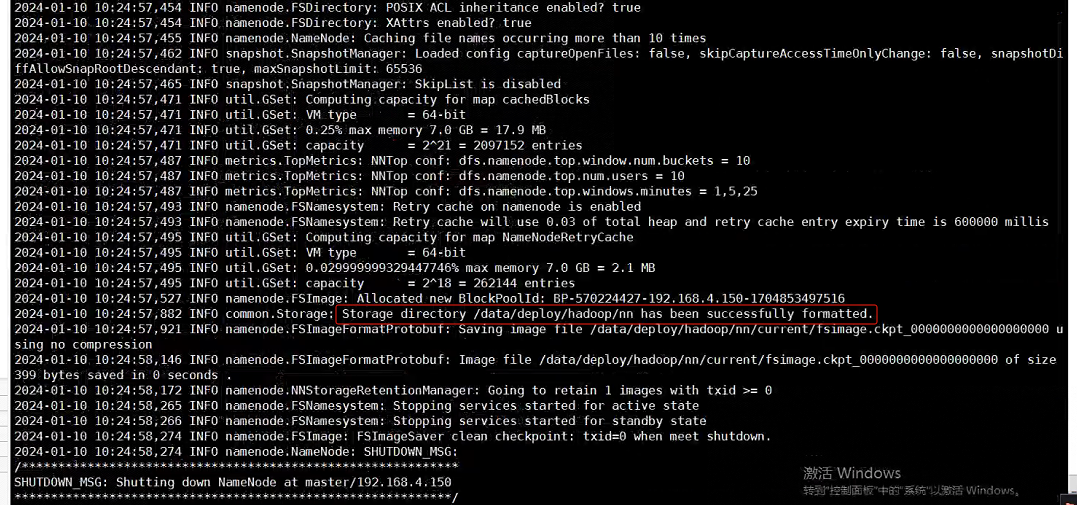 2024-01-10 10:24:57,454 INFO namenode.FSDirectory: POSIX ACL inheritance enabled? true
2024-01-10 10:24:57,454 INFO namenode.FSDirectory: XAttrs enabled? true
2024-01-10 10:24:57,455 INFO namenode.NameNode: Caching file names occurring more than 10 times
2024-01-10 10:24:57,462 INFO snapshot.SnapshotManager: Loaded config captureOpenFiles: false, skipCaptureAccessTimeOnlyChange: false, snapshotDi
ffAllowSnapRootDescendant: true, maxSnapshotLimit: 65536
2024-01-10 10:24:57,465 INFO snapshot.SnapshotManager: SkipList is disabled
2024-01-10 10:24:57,471 INFO util.GSet: Computing capacity for map cachedBlocks
2024-01-10 10:24:57,471 INFO util.GSet: VM type       = 64-bit
2024-01-10 10:24:57,471 INFO util.GSet: 0.25% max memory 7.0 GB = 17.9 MB
2024-01-10 10:24:57,471 INFO util.GSet: capacity      = 2^21 = 2097152 entries
2024-01-10 10:24:57,487 INFO metrics.TopMetrics: NNTop conf: dfs.namenode.top.window.num.buckets = 10
2024-01-10 10:24:57,487 INFO metrics.TopMetrics: NNTop conf: dfs.namenode.top.num.users = 10
2024-01-10 10:24:57,487 INFO metrics.TopMetrics: NNTop conf: dfs.namenode.top.windows.minutes = 1,5,25
2024-01-10 10:24:57,493 INFO namenode.FSNamesystem: Retry cache on namenode is enabled
2024-01-10 10:24:57,493 INFO namenode.FSNamesystem: Retry cache will use 0.03 of total heap and retry cache entry expiry time is 600000 millis
2024-01-10 10:24:57,495 INFO util.GSet: Computing capacity for map NameNodeRetryCache
2024-01-10 10:24:57,495 INFO util.GSet: VM type       = 64-bit
2024-01-10 10:24:57,495 INFO util.GSet: 0.029999999329447746% max memory 7.0 GB = 2.1 MB
2024-01-10 10:24:57,495 INFO util.GSet: capacity      = 2^18 = 262144 entries
2024-01-10 10:24:57,527 INFO namenode.FSImage: Allocated new BlockPoolId: BP-570224427-192.168.4.150-1704853497516
2024-01-10 10:24:57,882 INFO common.Storage: Storage directory /data/deploy/hadoop/nn has been successfully formatted.
2024-01-10 10:24:57,921 INFO namenode.FSImageFormatProtobuf: Saving image file /data/deploy/hadoop/nn/current/fsimage.ckpt_0000000000000000000 u
sing no compression
2024-01-10 10:24:58,146 INFO namenode.FSImageFormatProtobuf: Image file /data/deploy/hadoop/nn/current/fsimage.ckpt_0000000000000000000 of size
399 bytes saved in 0 seconds .
2024-01-10 10:24:58,172 INFO namenode.NNStorageRetentionManager: Going to retain 1 images with txid >= 0
2024-01-10 10:24:58,265 INFO namenode.FSNamesystem: Stopping services started for active state
2024-01-10 10:24:58,266 INFO namenode.FSNamesystem: Stopping services started for standby state
2024-01-10 10:24:58,274 INFO namenode.FSImage: FSImageSaver clean checkpoint: txid=0 when meet shutdown.
2024-01-10 10:24:58,274 INFO namenode.NameNode: SHUTDOWN_MSG:
/************************************************************
SHUTDOWN_MSG: Shutting down NameNode at master/192.168.4.150
************************************************************/
激活 Windows
转到"控制面板"中的"系统"以激活 Windows。